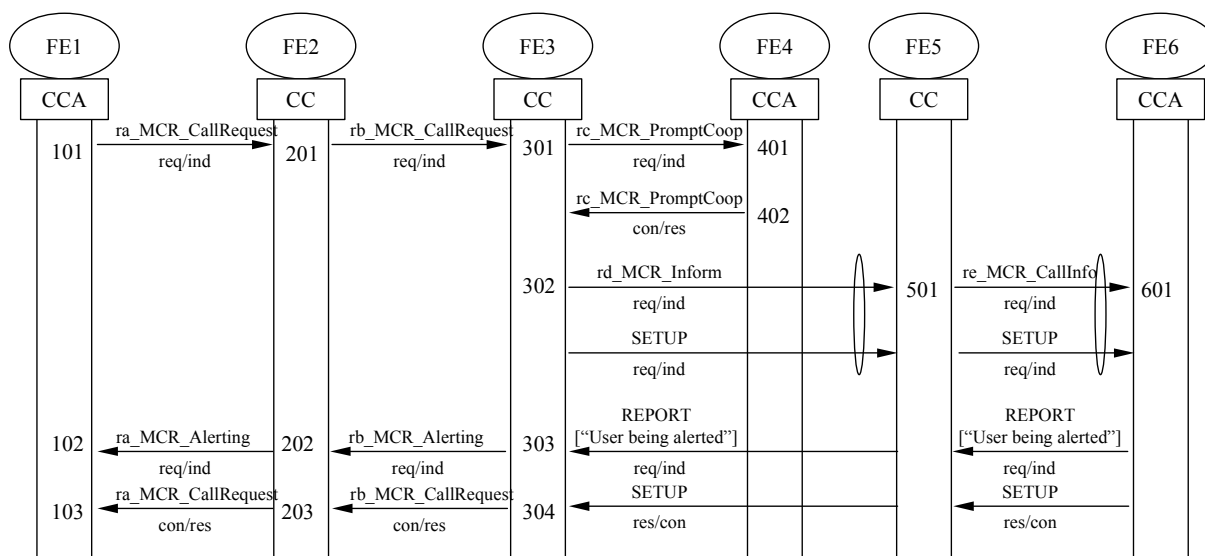 FE1 FE2 FE3 FE4 FE5 FE6
CCA CC CC CCA CC CCA
ra_MCR_CallRequest rb_MCR_CallRequest rc_MCR_PromptCoop
101 201 301 401
req/ind req/ind req/ind
rc_MCR_PromptCoop
402
con/res
rd_MCR_Inform re_MCR_CallInfo
302 501 601
req/ind req/ind
SETUP SETUP
req/ind req/ind
REPORT REPORT
ra_MCR_Alerting rb_MCR_Alerting [“User being alerted”] [“User being alerted”]
102 202 303
req/ind req/ind req/ind req/ind
ra_MCR_CallRequest rb_MCR_CallRequest SETUP SETUP
103 203 304
con/res con/res res/con res/con